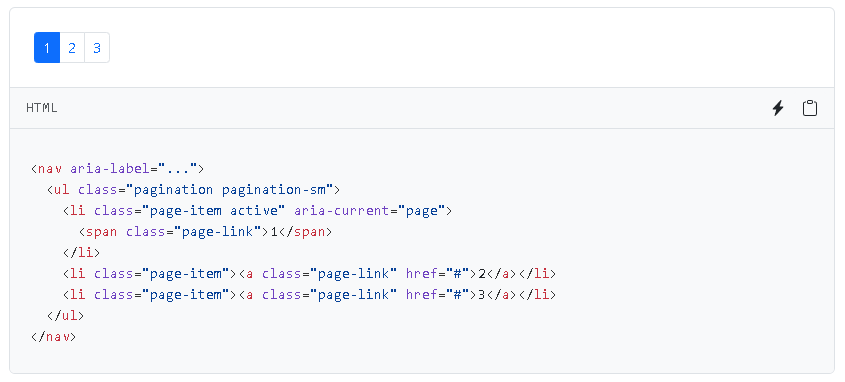 1 2 3
HTML
<nav aria-label="...">
  <ul class="pagination pagination-sm">
    <li class="page-item active" aria-current="page">
      <span class="page-link">1</span>
    </li>
    <li class="page-item"><a class="page-link" href="#">2</a></li>
    <li class="page-item"><a class="page-link" href="#">3</a></li>
  </ul>
</nav>